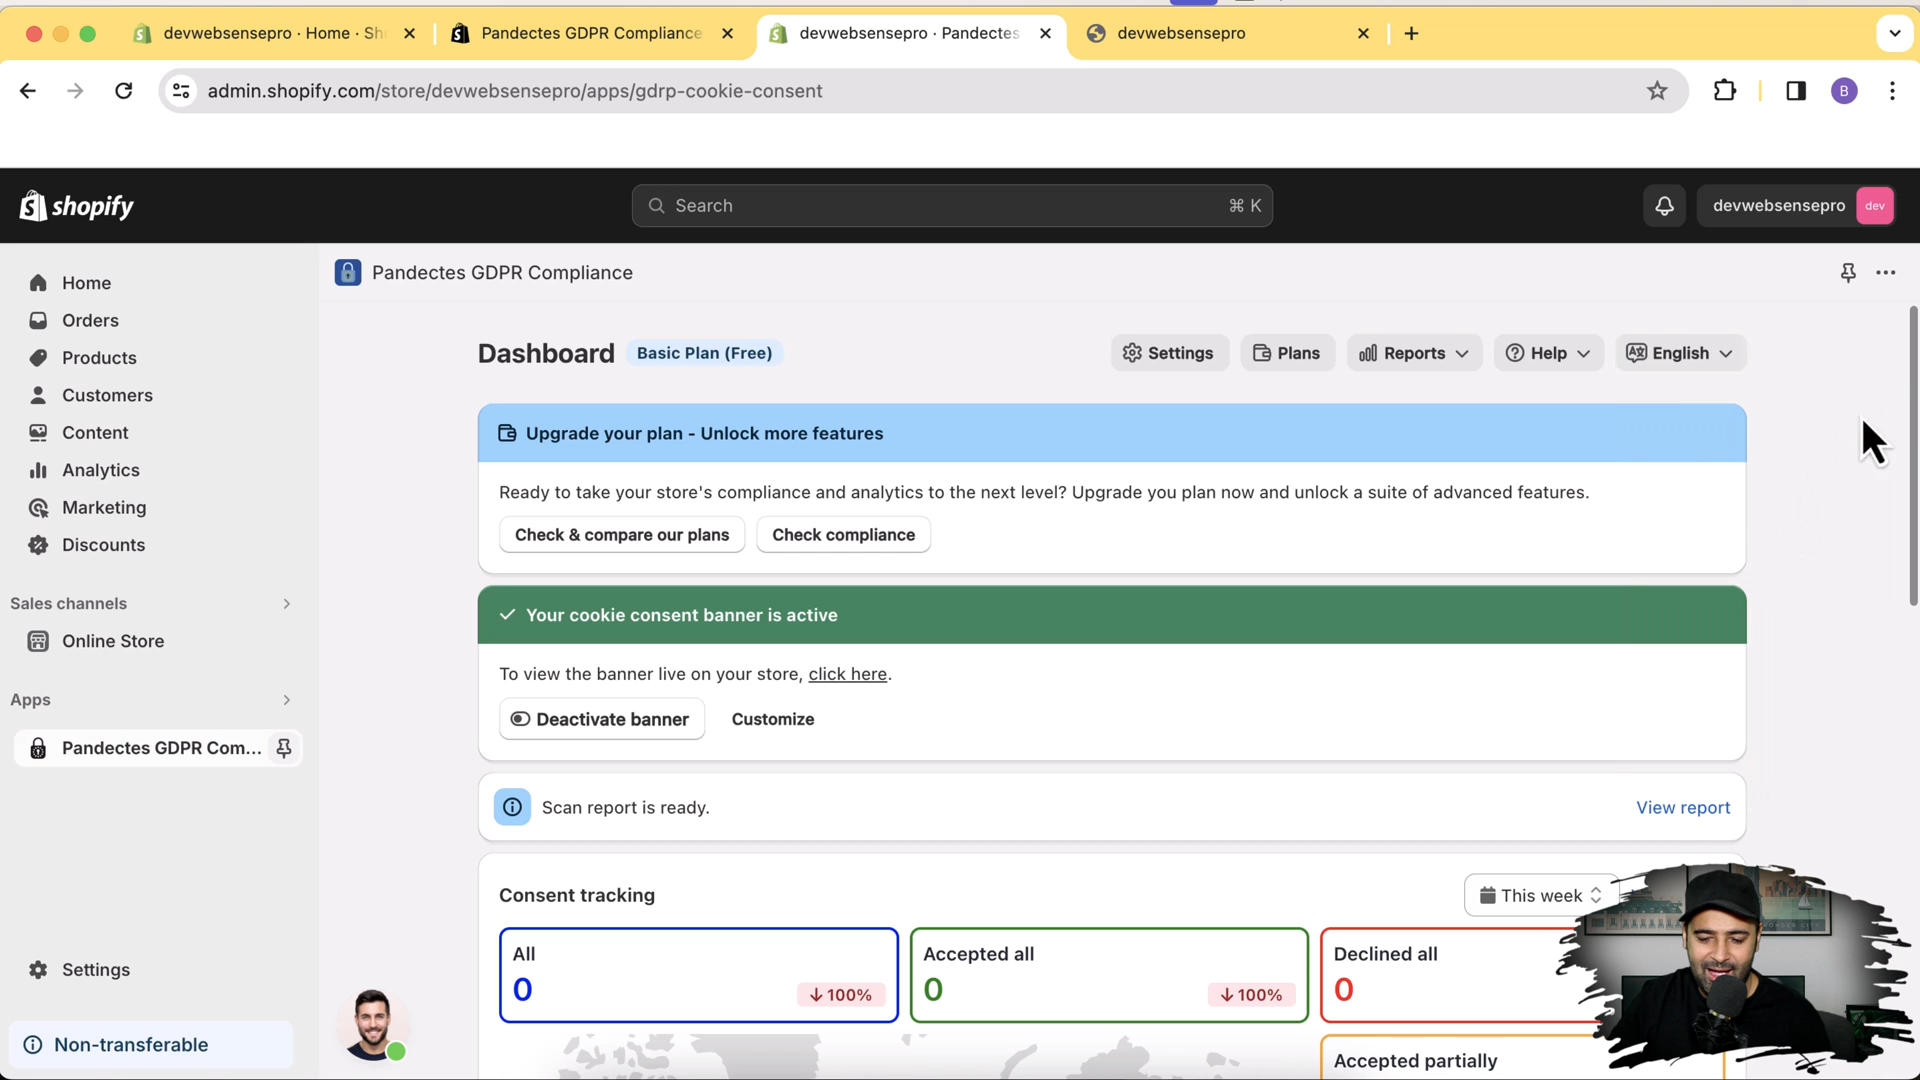 devwebsensepro · Home · Sh
Pandectes GDPR Compliance
devwebsensepro · Pandectes
devwebsensepro
admin.shopify.com/store/devwebsensepro/apps/gdrp-cookie-consent
B
shopify
Search
⌘ K
devwebsensepro
dev
Home
Orders
Products
Customers
Content
Analytics
Marketing
Discounts
Sales channels
Online Store
Apps
Pandectes GDPR Com...
Settings
Non-transferable
Pandectes GDPR Compliance
Dashboard
Basic Plan (Free)
Settings
Plans
Reports
Help
English
Upgrade your plan - Unlock more features
Ready to take your store's compliance and analytics to the next level? Upgrade you plan now and unlock a suite of advanced features.
Check & compare our plans
Check compliance
Your cookie consent banner is active
To view the banner live on your store, click here.
Deactivate banner
Customize
Scan report is ready.
View report
Consent tracking
This week
All
0
↓100%
Accepted all
0
↓100%
Declined all
0
Accepted partially